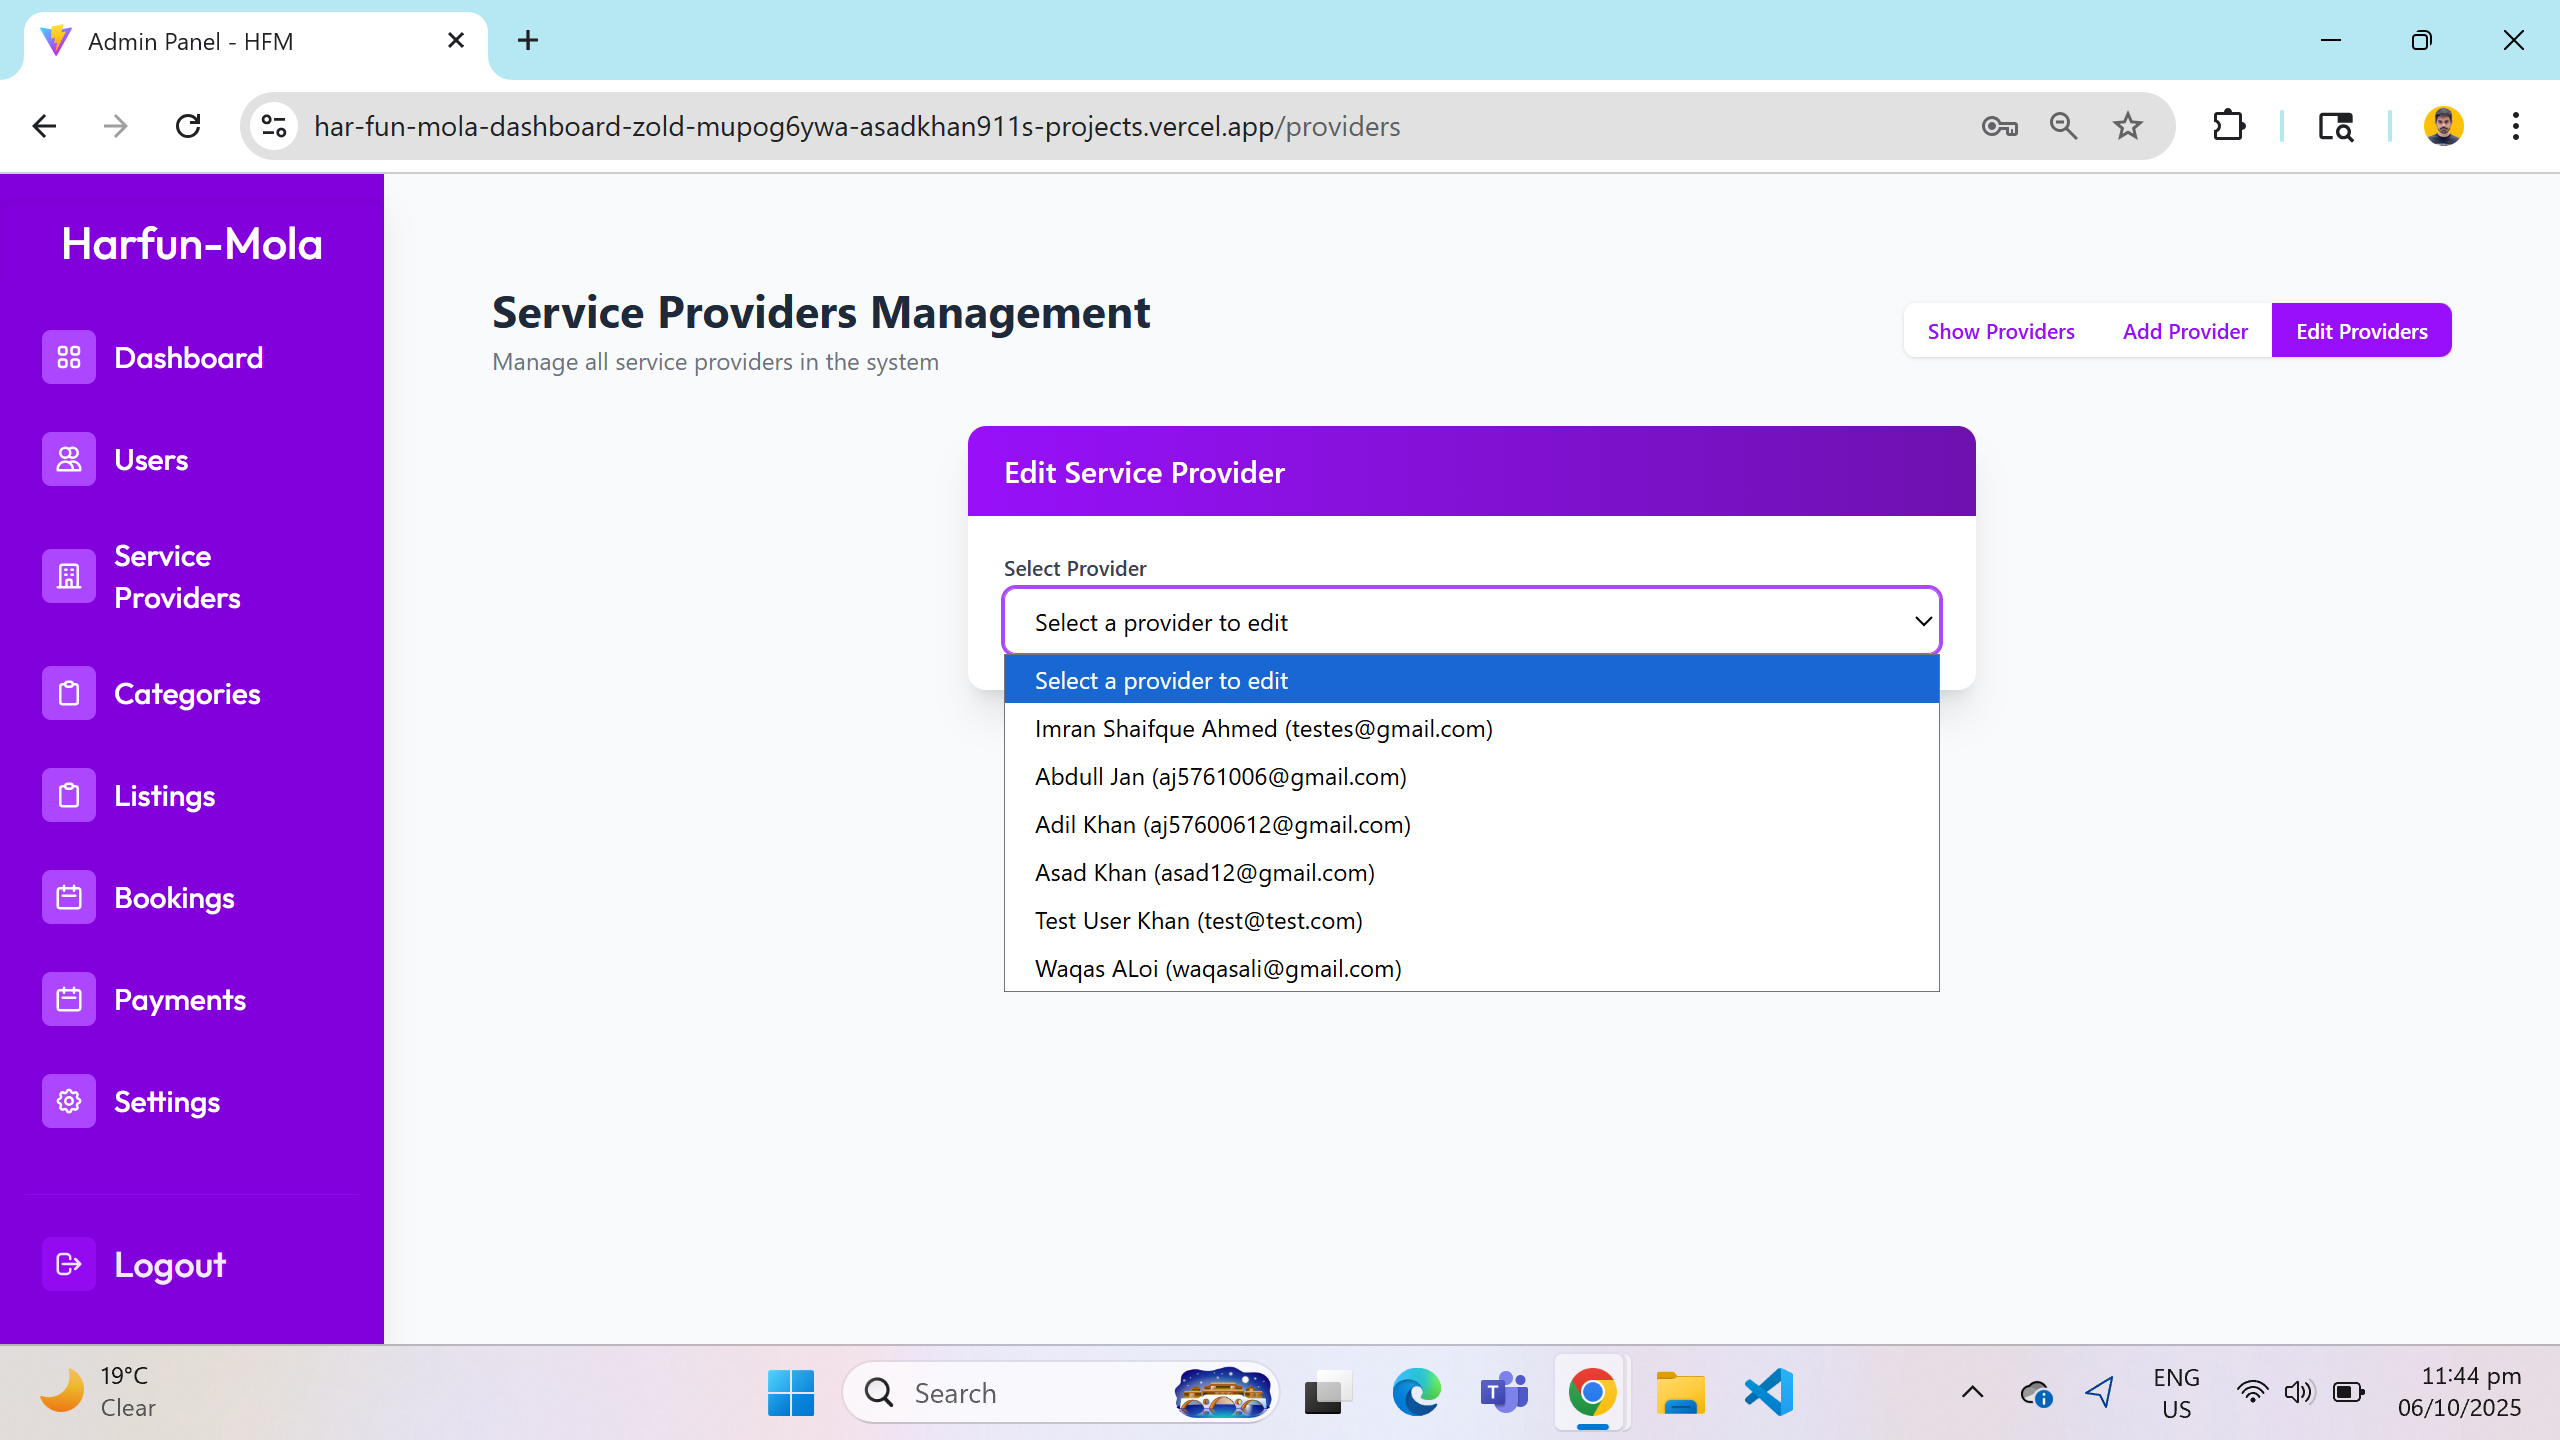 Admin Panel - HFM
har-fun-mola-dashboard-zold-mupog6ywa-asadkhan911s-projects.vercel.app/providers
Harfun-Mola
Dashboard
Users
Service
Providers
Categories
Listings
Bookings
Payments
Settings
Logout
Service Providers Management
Manage all service providers in the system
Show Providers
Add Provider
Edit Providers
Edit Service Provider
Select Provider
Select a provider to edit
Select a provider to edit
Imran Shaifque Ahmed (testes@gmail.com)
Abdull Jan (aj5761006@gmail.com)
Adil Khan (aj57600612@gmail.com)
Asad Khan (asad12@gmail.com)
Test User Khan (test@test.com)
Waqas ALoi (waqasali@gmail.com)
19°C
Clear
Search
ENG
US
11:44 pm
06/10/2025